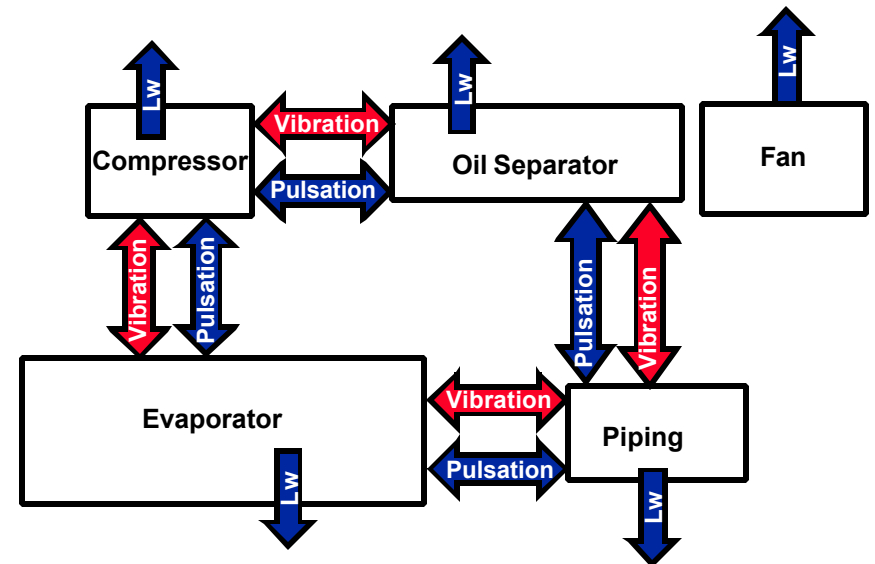 Lw
Lw
Lw
Vibration
Compressor
Oil Separator
Fan
Pulsation
Vibration
Pulsation
Pulsation
Vibration
Evaporator
Vibration
Piping
Pulsation
Lw
Lw